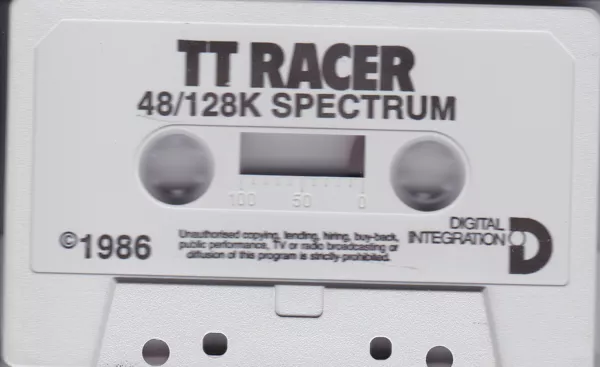 TT RACER
48/128K SPECTRUM
100 50 0
©1986
Unauthorised copying, lending, hiring, buy-back,
public performance, TV or radio broadcasting or
diffusion of this program is strictly prohibited.
DIGITAL
INTEGRATION